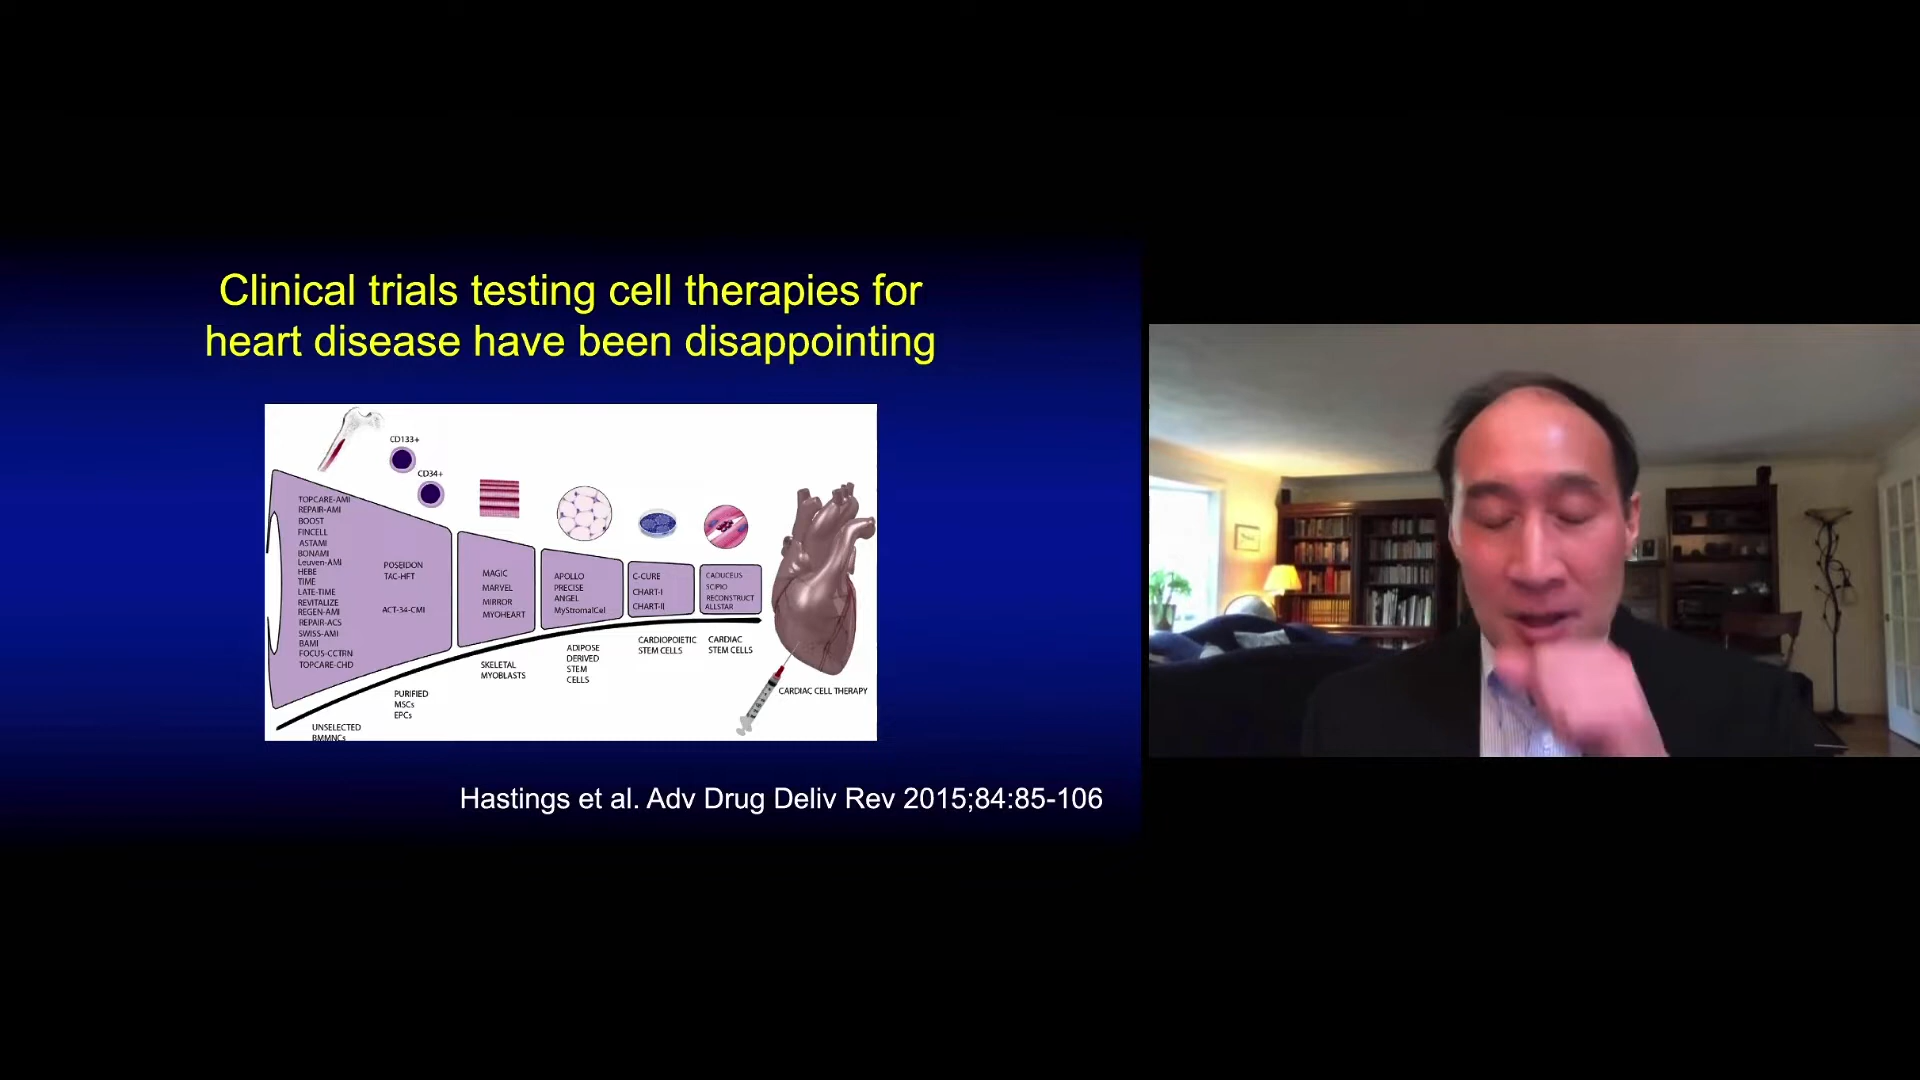 Clinical trials testing cell therapies for
heart disease have been disappointing
CD133+
CD34+
TOPCARE-AMI
REPAIR-AMI
BOOST
FINCELL
ASTAMI
BONAMI
Leuven-AMI
HEBE
TIME
LATE-TIME
REVITALIZE
REGEN-AMI
REPAIR-ACS
SWISS-AMI
BAMI
FOCUS-CCTRN
TOPCARE-CHD
POSEIDON
TAC-HFT
ACT-34-CMI
MAGIC
MARVEL
MIRROR
MYOHEART
APOLLO
PRECISE
ANGEL
MyStromalCel
C-CURE
CHART-I
CHART-II
CADUCEUS
SCIPIO
RECONSTRUCT
ALLSTAR
UNSELECTED
BMMNCs
PURIFIED
MSCs
EPCs
SKELETAL
MYOBLASTS
ADIPOSE
DERIVED
STEM
CELLS
CARDIOPOIETIC
STEM CELLS
CARDIAC
STEM CELLS
CARDIAC CELL THERAPY
Hastings et al. Adv Drug Deliv Rev 2015;84:85-106